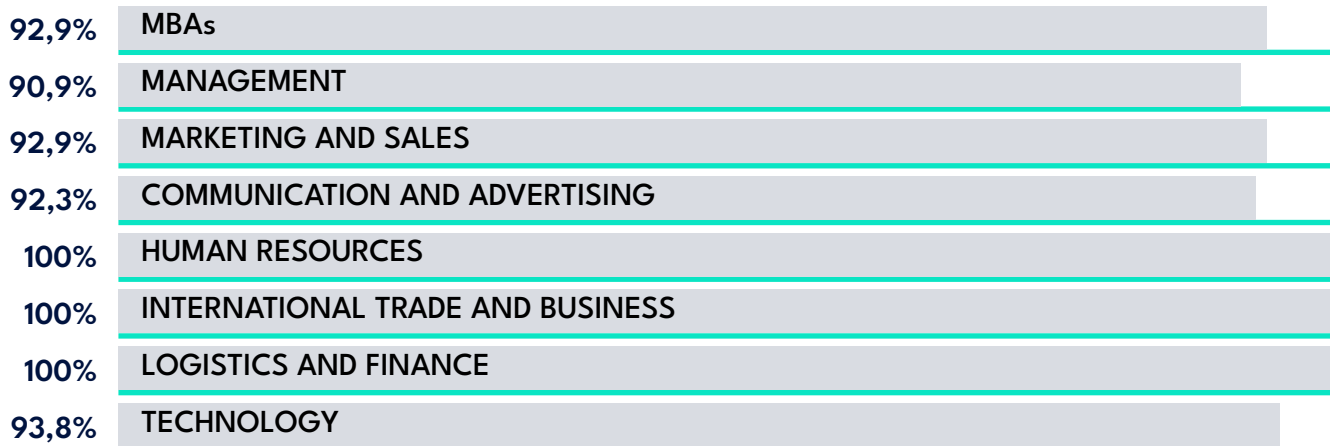 92,9% MBAs
90,9% MANAGEMENT
92,9% MARKETING AND SALES
92,3% COMMUNICATION AND ADVERTISING
100% HUMAN RESOURCES
100% INTERNATIONAL TRADE AND BUSINESS
100% LOGISTICS AND FINANCE
93,8% TECHNOLOGY